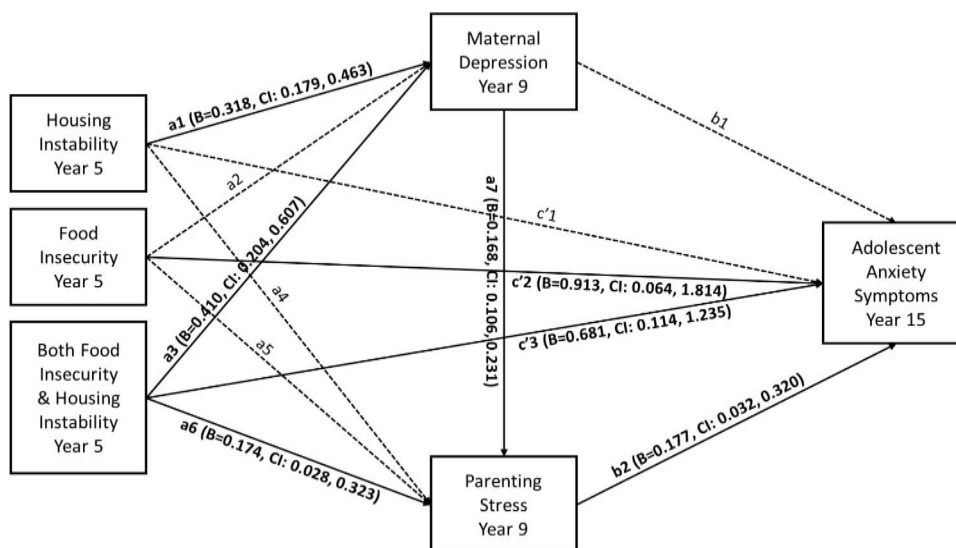 Maternal
Depression
Year 9
Housing
Instability
Year 5
Food
Insecurity
Year 5
Both Food
Insecurity
& Housing
Instability
Year 5
Parenting
Stress
Year 9
Adolescent
Anxiety
Symptoms
Year 15
a1 (B=0.318, CI: 0.179, 0.463)
a2
a3 (B=0.410, CI: 0.204, 0.607)
a4
a5
a6 (B=0.174, CI: 0.028, 0.323)
a7 (B=0.168, CI: 0.106, 0.231)
b1
c'1
c'2 (B=0.913, CI: 0.064, 1.814)
c'3 (B=0.681, CI: 0.114, 1.235)
b2 (B=0.177, CI: 0.032, 0.320)